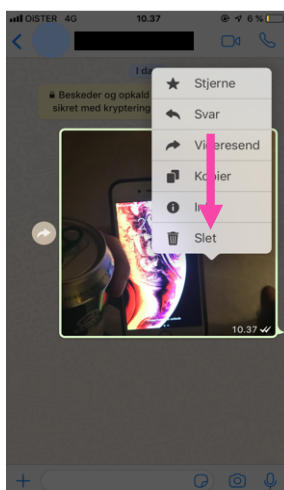 OISTER 4G 10.37 6 %
I da
Beskeder og opkald
sikret med kryptering
Stjerne
Svar
Videresend
Kopier
Info
Slet
10.37